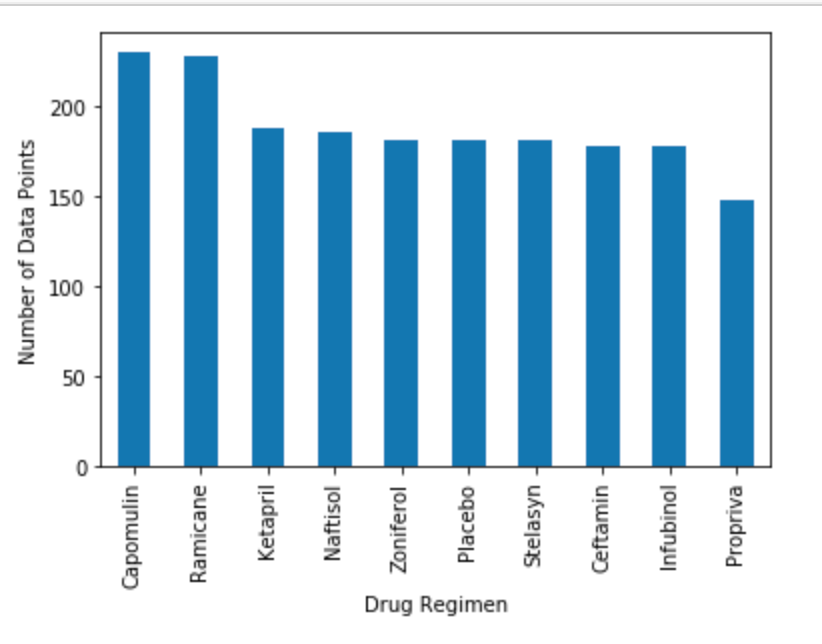 Number of Data Points
200
150
100
50
0
Capomulin
Ramicane
Ketapril
Naftisol
Zoniferol
Placebo
Stelasyn
Ceftamin
Infubinol
Propriva
Drug Regimen